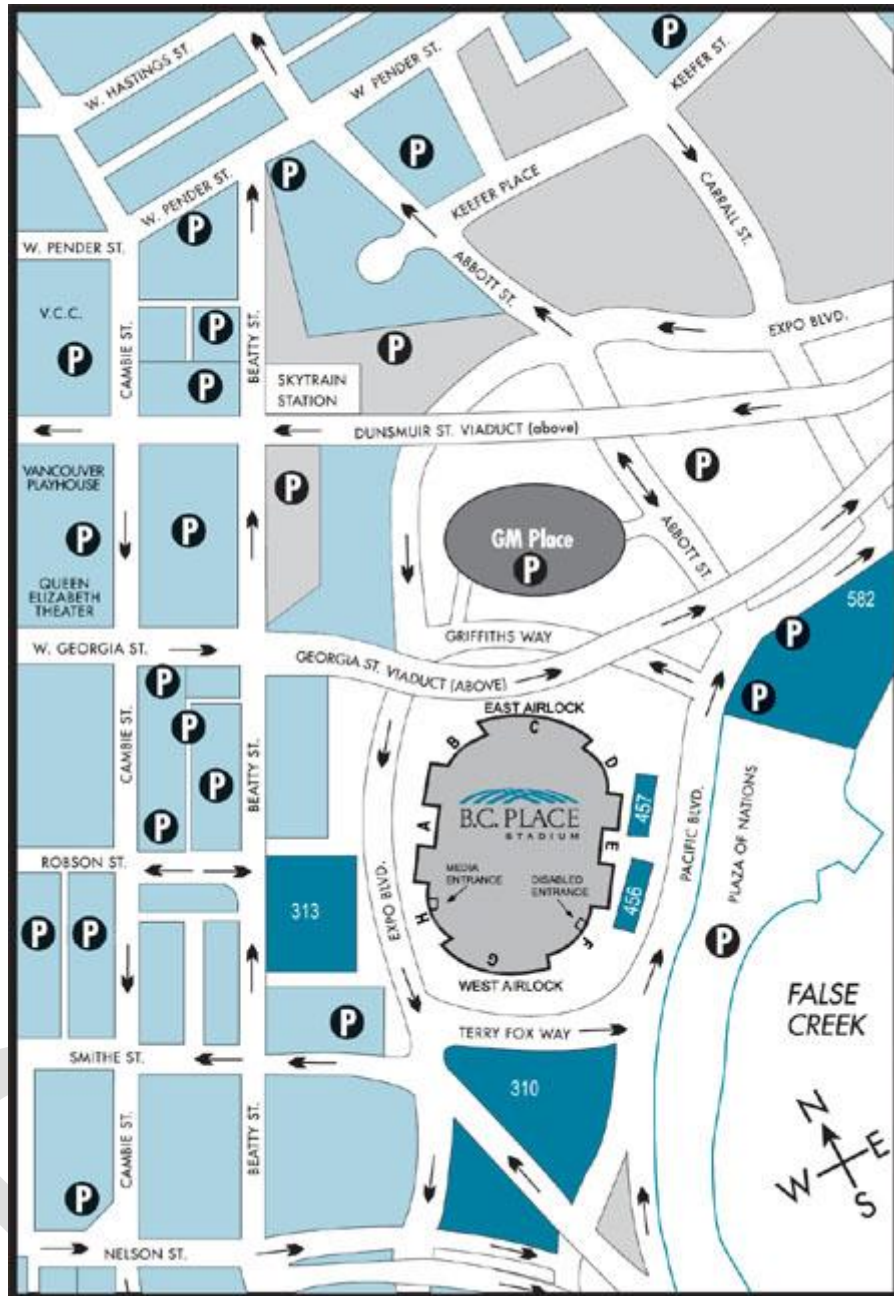 P
KEEFER ST.
W. HASTINGS ST.
W. PENDER ST.
P
P
CARRALL ST.
KEEFER PLACE
W. PENDER ST.
P
W. PENDER ST.
ABBOTT ST.
V.C.C.
P
CAMBIE ST.
P
P
BEATTY ST.
P
EXPO BLVD.
SKYTRAIN
STATION
DUNSMUIR ST. VIADUCT (above)
VANCOUVER
PLAYHOUSE
P
P
P
P
GM Place
P
ABBOTT ST.
QUEEN
ELIZABETH
THEATER
582
P
W. GEORGIA ST.
GRIFFITHS WAY
GEORGIA ST. VIADUCT (ABOVE)
P
P
P
P
P
CAMBIE ST.
BEATTY ST.
EAST AIRLOCK
C
B
D
A
B.C. PLACE
STADIUM
E
457
PACIFIC BLVD.
PLAZA OF NATIONS
ROBSON ST.
EXPO BLVD.
MEDIA
ENTRANCE
DISABLED
ENTRANCE
456
313
H
F
G
P
P
P
WEST AIRLOCK
FALSE
CREEK
P
TERRY FOX WAY
SMITHE ST.
310
CAMBIE ST.
BEATTY ST.
P
N
E
W
S
NELSON ST.